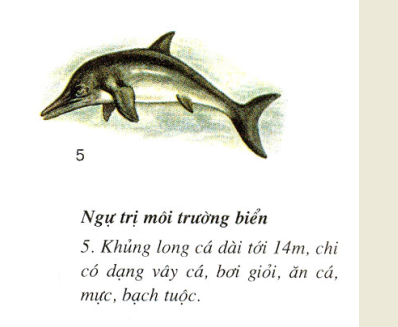 5
Ngự trị môi trường biển
5. Khủng long cá dài tới 14m, chi
có dạng vây cá, bơi giỏi, ăn cá,
mực, bạch tuộc.